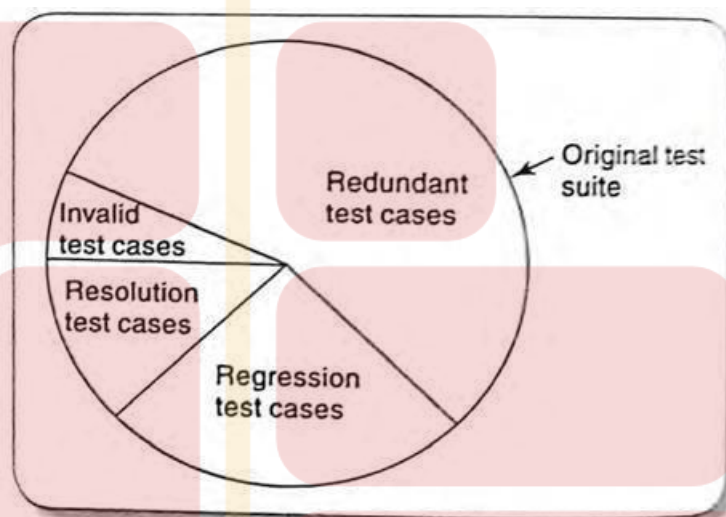 Original test
suite
Redundant
test cases
Invalid
test cases
Resolution
test cases
Regression
test cases